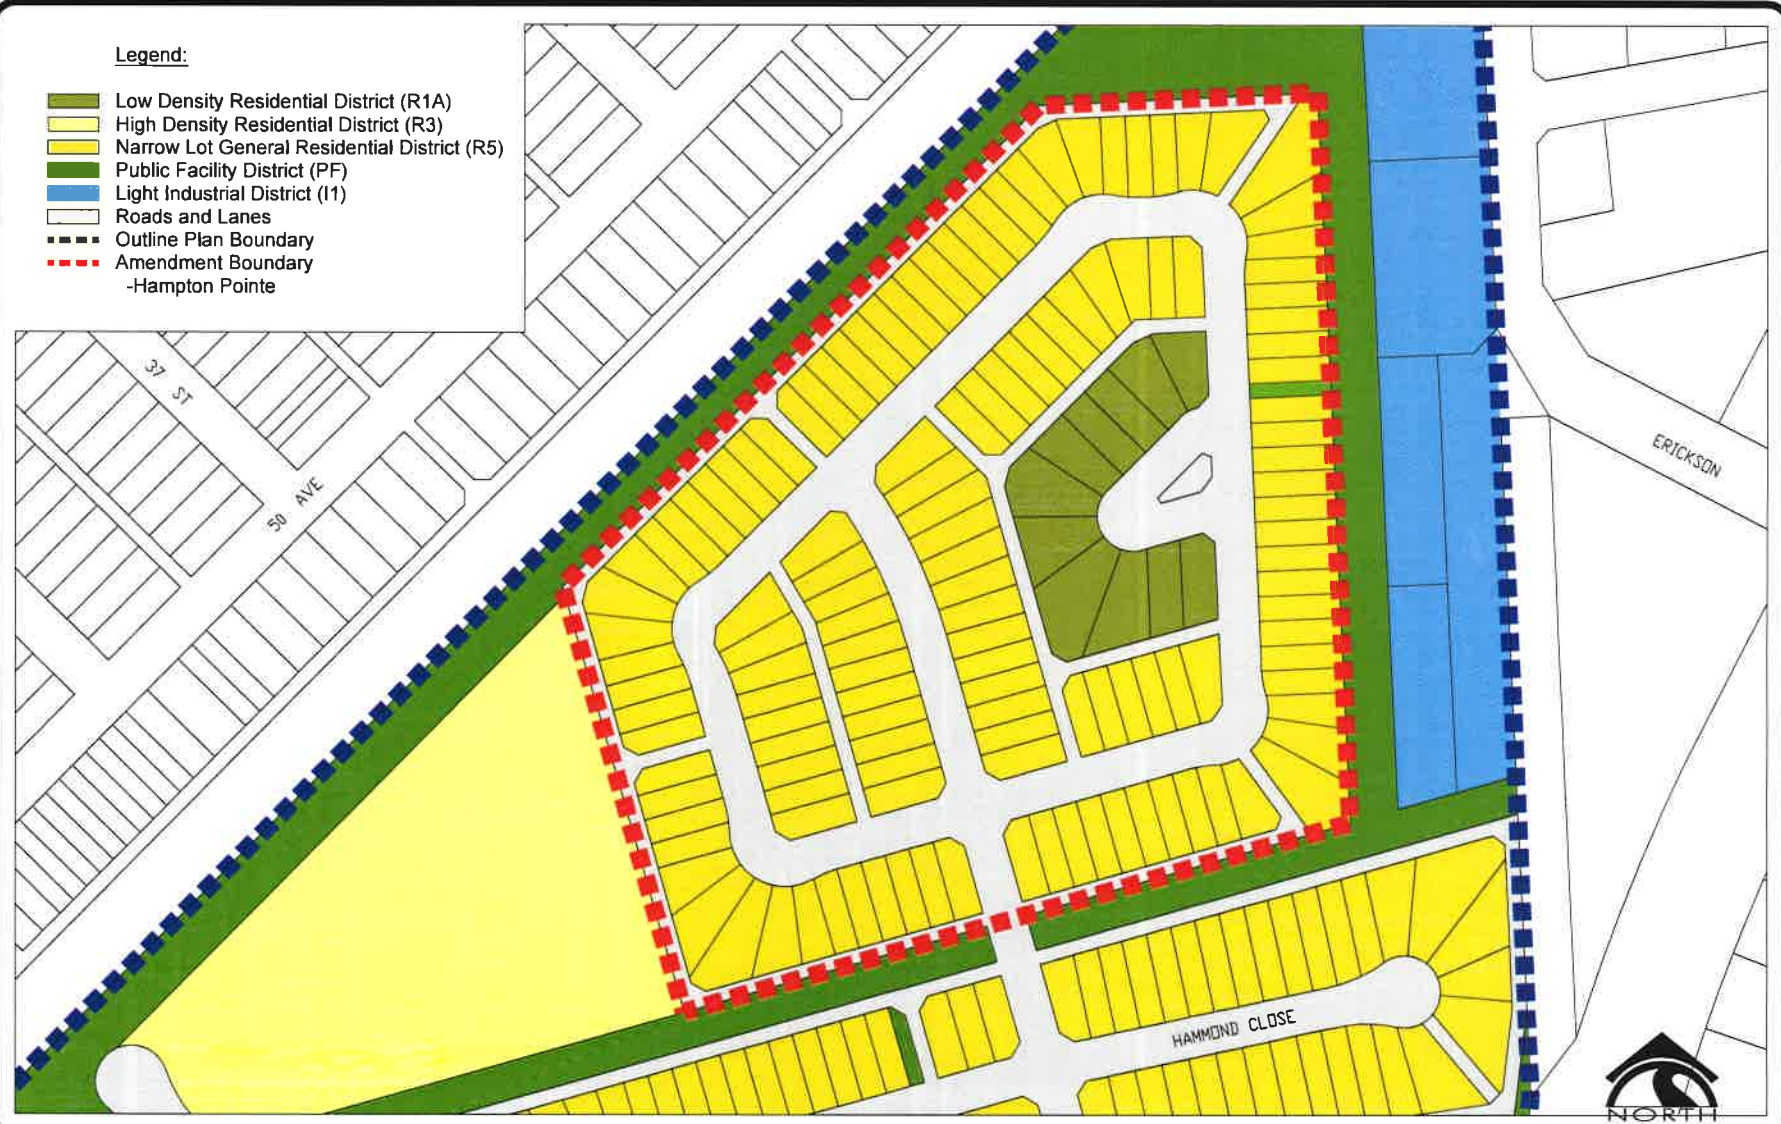 Legend:
Low Density Residential District (R1A)
High Density Residential District (R3)
Narrow Lot General Residential District (R5)
Public Facility District (PF)
Light Industrial District (I1)
Roads and Lanes
Outline Plan Boundary
Amendment Boundary
-Hampton Pointe
37 ST
50 AVE
ERICKSON
HAMMOND CLOSE
NORTH